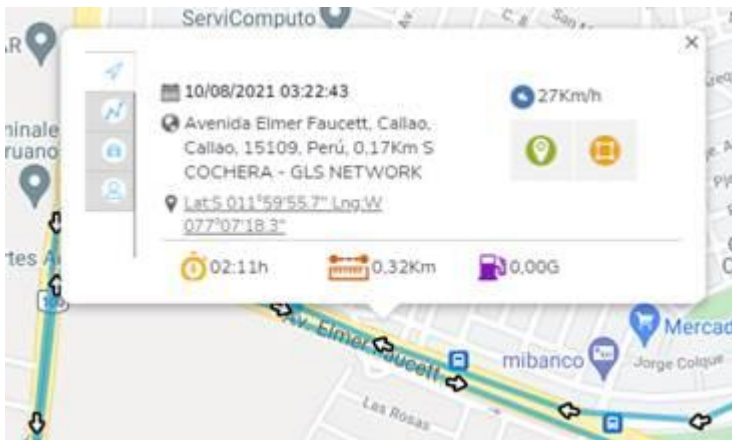 ServiComputo
10/08/2021 03:22:43
27Km/h
Avenida Elmer Faucett, Callao,
Callao, 15109, Perú, 0,17Km S
COCHERA - GLS NETWORK
Lat:S 011°59'55.7" Lng:W
077°07'18.3"
02:11h
0,32Km
0,00G
Av. Elmer Faucett
mibanco
Mercad
Jorge Colque
Las Rosas